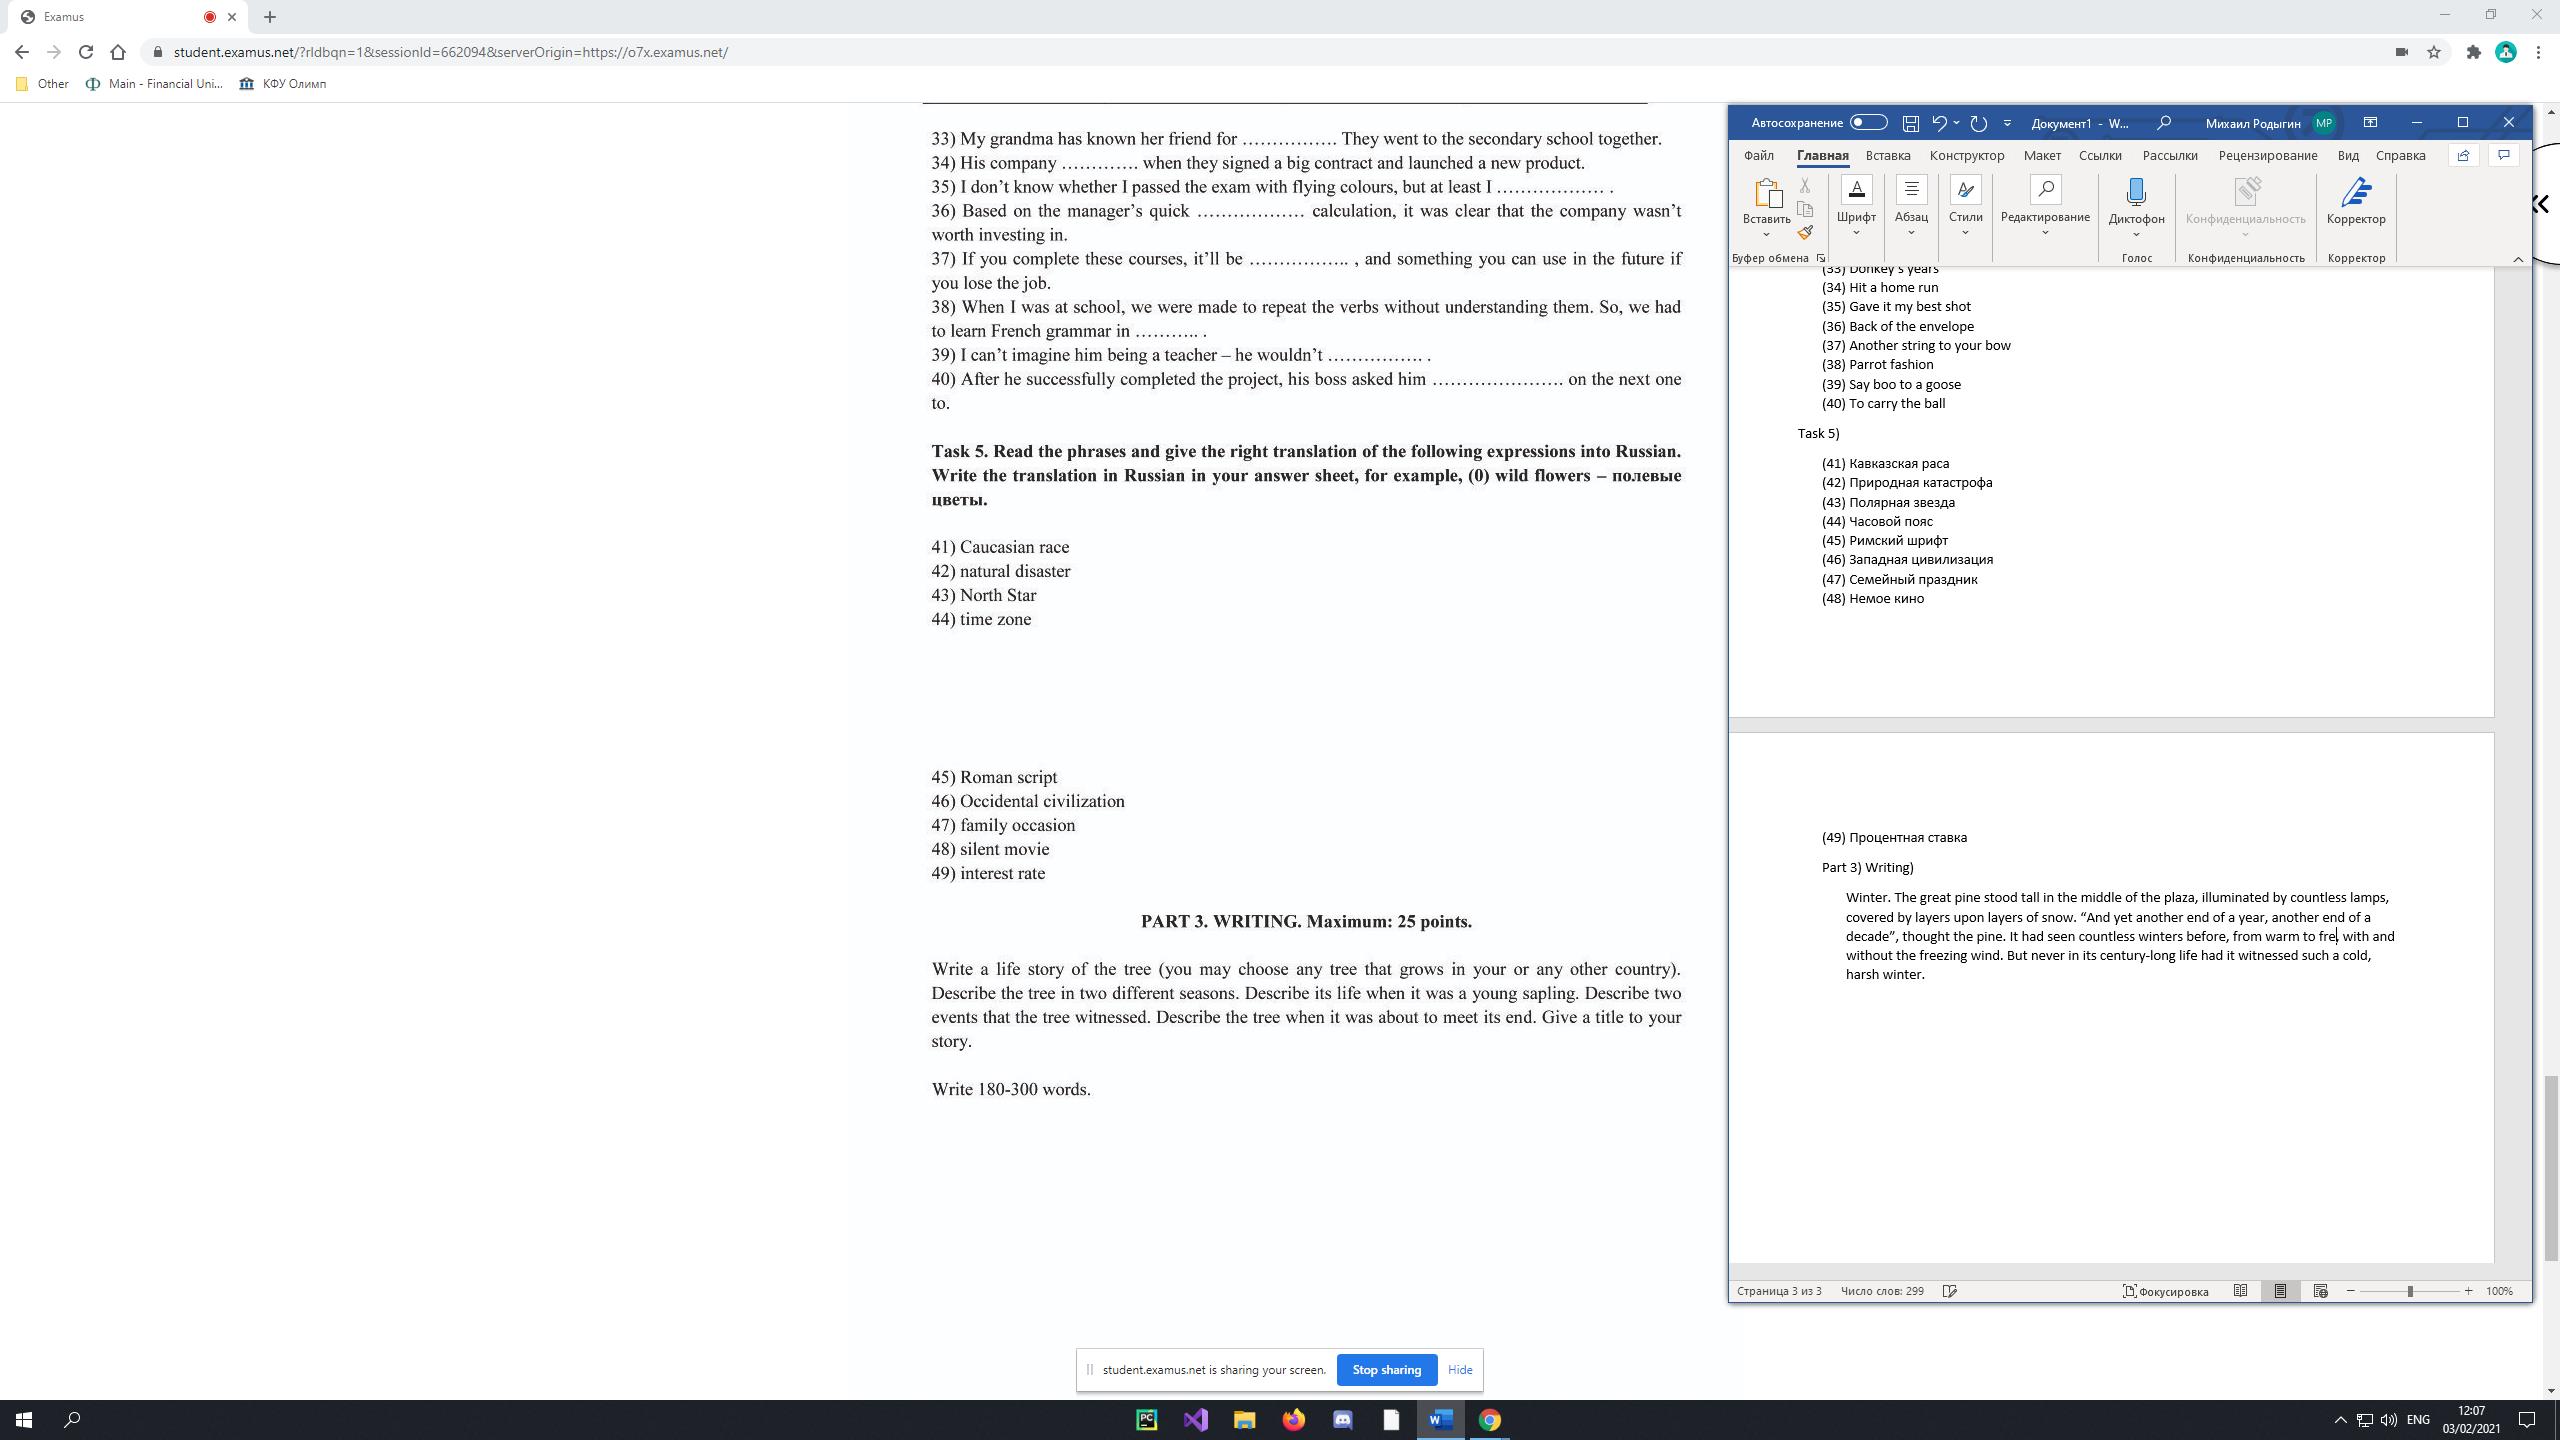 Examus
student.examus.net/?rldbqn=1&sessionId=662094&serverOrigin=https://o7x.examus.net/
Other
Main - Financial Uni...
КФУ Олимп
33) My grandma has known her friend for ……………. They went to the secondary school together.
34) His company …………. when they signed a big contract and launched a new product.
35) I don’t know whether I passed the exam with flying colours, but at least I ……………… .
36) Based on the manager’s quick ……………… calculation, it was clear that the company wasn’t
worth investing in.
37) If you complete these courses, it’ll be …………….. , and something you can use in the future if
you lose the job.
38) When I was at school, we were made to repeat the verbs without understanding them. So, we had
to learn French grammar in ……….. .
39) I can’t imagine him being a teacher – he wouldn’t ……………. .
40) After he successfully completed the project, his boss asked him …………………. on the next one
to.
Task 5. Read the phrases and give the right translation of the following expressions into Russian.
Write the translation in Russian in your answer sheet, for example, (0) wild flowers – полевые
цветы.
41) Caucasian race
42) natural disaster
43) North Star
44) time zone
45) Roman script
46) Occidental civilization
47) family occasion
48) silent movie
49) interest rate
PART 3. WRITING. Maximum: 25 points.
Write a life story of the tree (you may choose any tree that grows in your or any other country).
Describe the tree in two different seasons. Describe its life when it was a young sapling. Describe two
events that the tree witnessed. Describe the tree when it was about to meet its end. Give a title to your
story.
Write 180-300 words.
Автосохранение
Документ1 - W...
Михаил Родыгин
МР
Файл
Главная
Вставка
Конструктор
Макет
Ссылки
Рассылки
Рецензирование
Вид
Справка
Вставить
Шрифт
Абзац
Стили
Редактирование
Диктофон
Конфиденциальность
Корректор
Буфер обмена
Голос
Конфиденциальность
Корректор
(33) Donkey's years
(34) Hit a home run
(35) Gave it my best shot
(36) Back of the envelope
(37) Another string to your bow
(38) Parrot fashion
(39) Say boo to a goose
(40) To carry the ball
Task 5)
(41) Кавказская раса
(42) Природная катастрофа
(43) Полярная звезда
(44) Часовой пояс
(45) Римский шрифт
(46) Западная цивилизация
(47) Семейный праздник
(48) Немое кино
(49) Процентная ставка
Part 3) Writing)
Winter. The great pine stood tall in the middle of the plaza, illuminated by countless lamps,
covered by layers upon layers of snow. “And yet another end of a year, another end of a
decade”, thought the pine. It had seen countless winters before, from warm to fre, with and
without the freezing wind. But never in its century-long life had it witnessed such a cold,
harsh winter.
Страница 3 из 3
Число слов: 299
Фокусировка
100%
student.examus.net is sharing your screen.
Stop sharing
Hide
ENG
12:07
03/02/2021